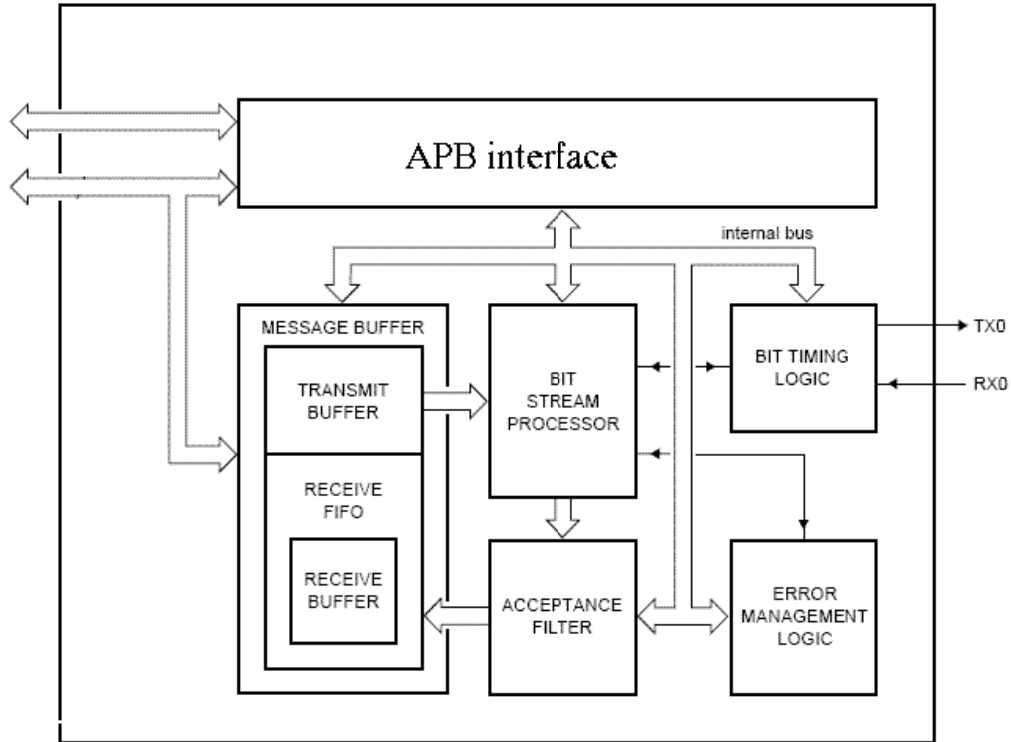 APB interface
internal bus
MESSAGE BUFFER
TRANSMIT
BUFFER
RECEIVE
FIFO
RECEIVE
BUFFER
BIT
STREAM
PROCESSOR
ACCEPTANCE
FILTER
BIT TIMING
LOGIC
TX0
RX0
ERROR
MANAGEMENT
LOGIC